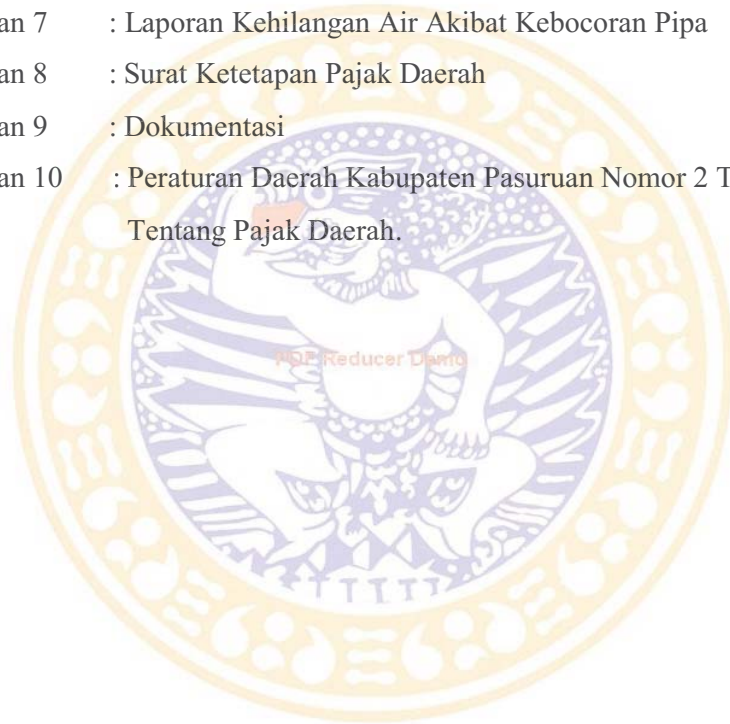 an 7 : Laporan Kehilangan Air Akibat Kebocoran Pipa
an 8 : Surat Ketetapan Pajak Daerah
an 9 : Dokumentasi
an 10 : Peraturan Daerah Kabupaten Pasuruan Nomor 2 T
Tentang Pajak Daerah.
PDF Reducer Demo